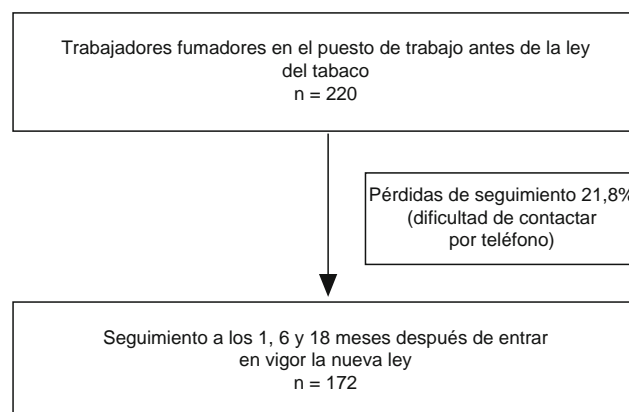 Trabajadores fumadores en el puesto de trabajo antes de la ley
del tabaco
n = 220
Pérdidas de seguimiento 21,8%
(dificultad de contactar
por teléfono)
Seguimiento a los 1, 6 y 18 meses después de entrar
en vigor la nueva ley
n = 172